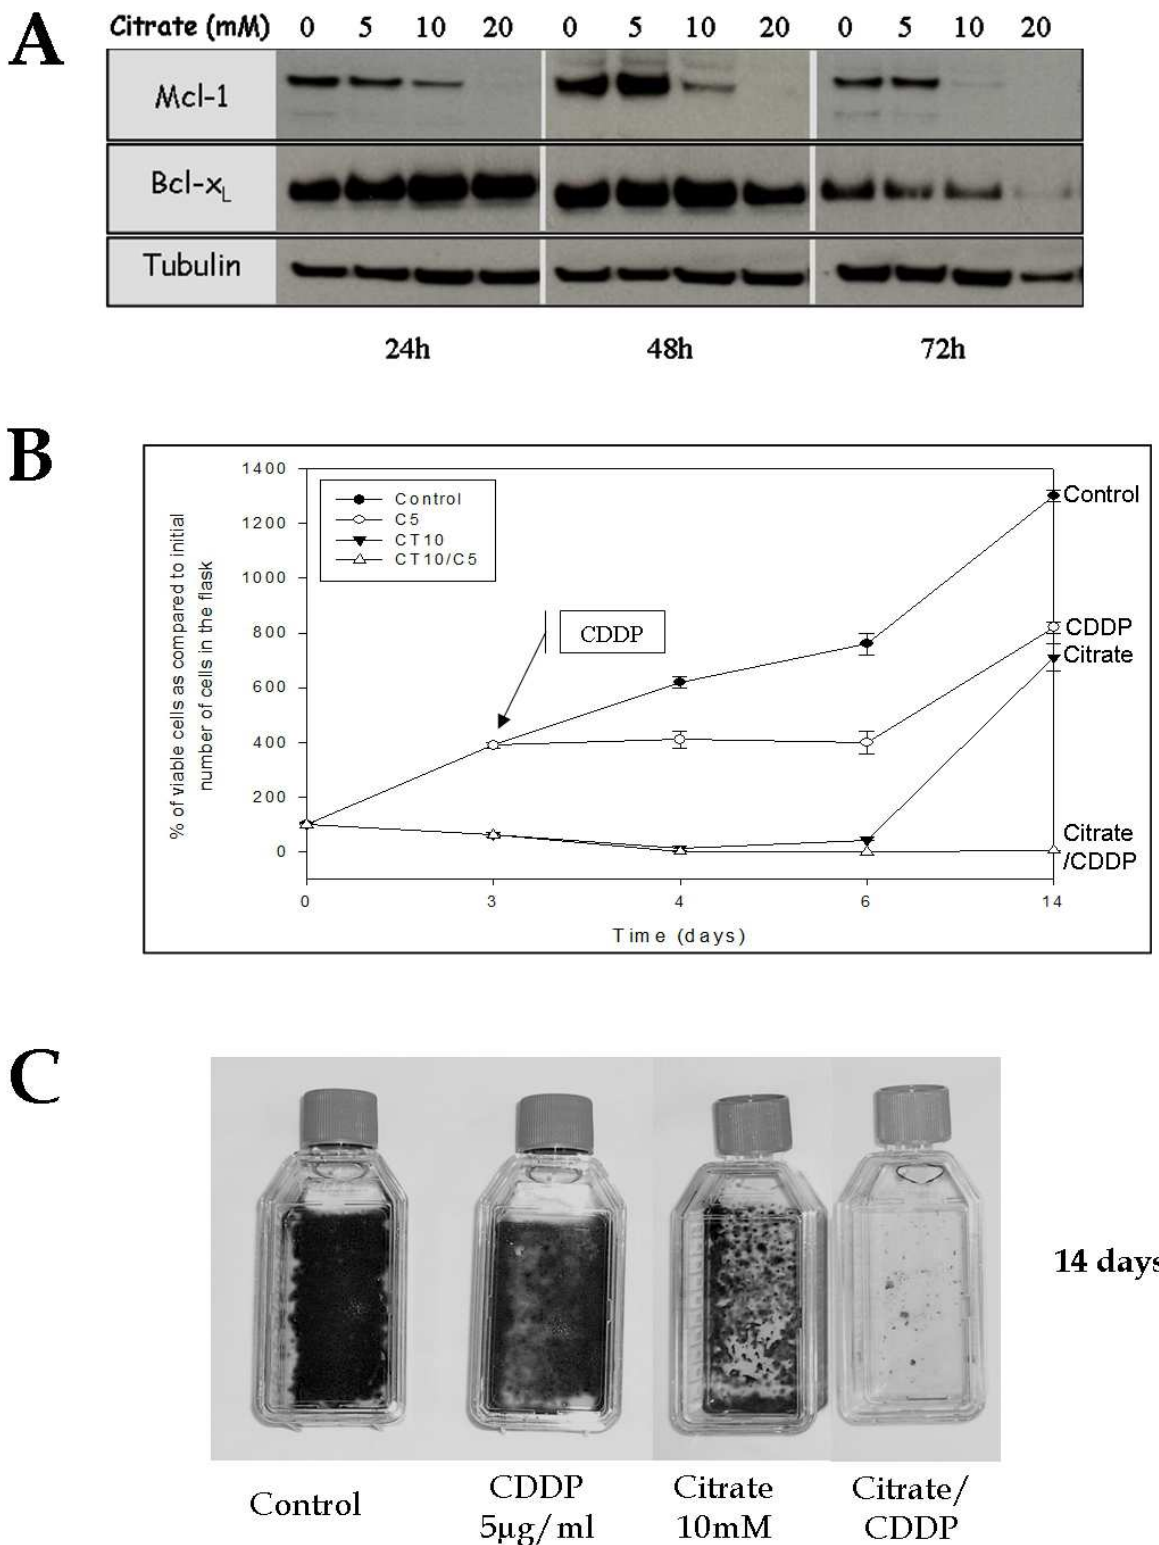 A
Citrate (mM) 0 5 10 20 0 5 10 20 0 5 10 20
Mcl-1
Bcl-xL
Tubulin
24h 48h 72h
B
% of viable cells as compared to initial
number of cells in the flask
1400
1200
1000
800
600
400
200
0
Control
C5
CT10
CT10/C5
CDDP
Control
CDDP
Citrate
Citrate
/CDDP
0 3 4 6 14
Time (days)
C
14 days
Control
CDDP
5µg/ml
Citrate
10mM
Citrate/
CDDP